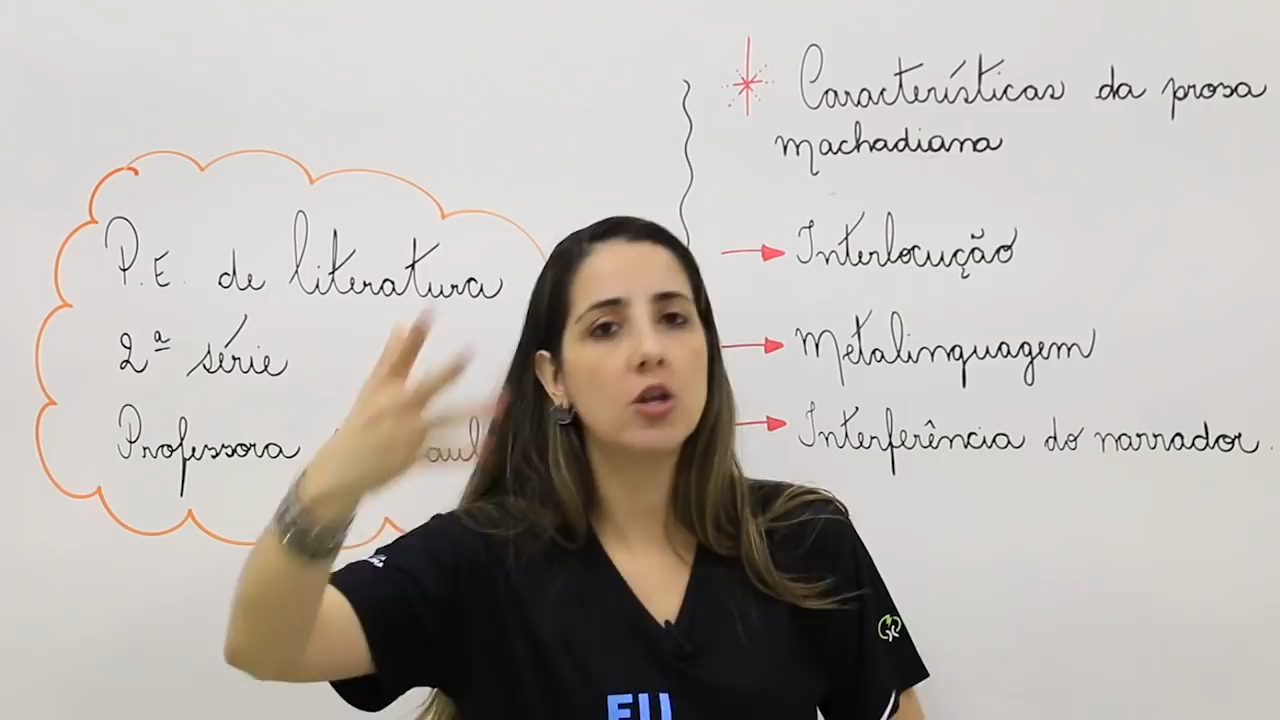 P.E. de literatura
2ª série
Professora
Características da prosa
machadiana
Interlocução
Metalinguagem
Interferência do narrador.
EU